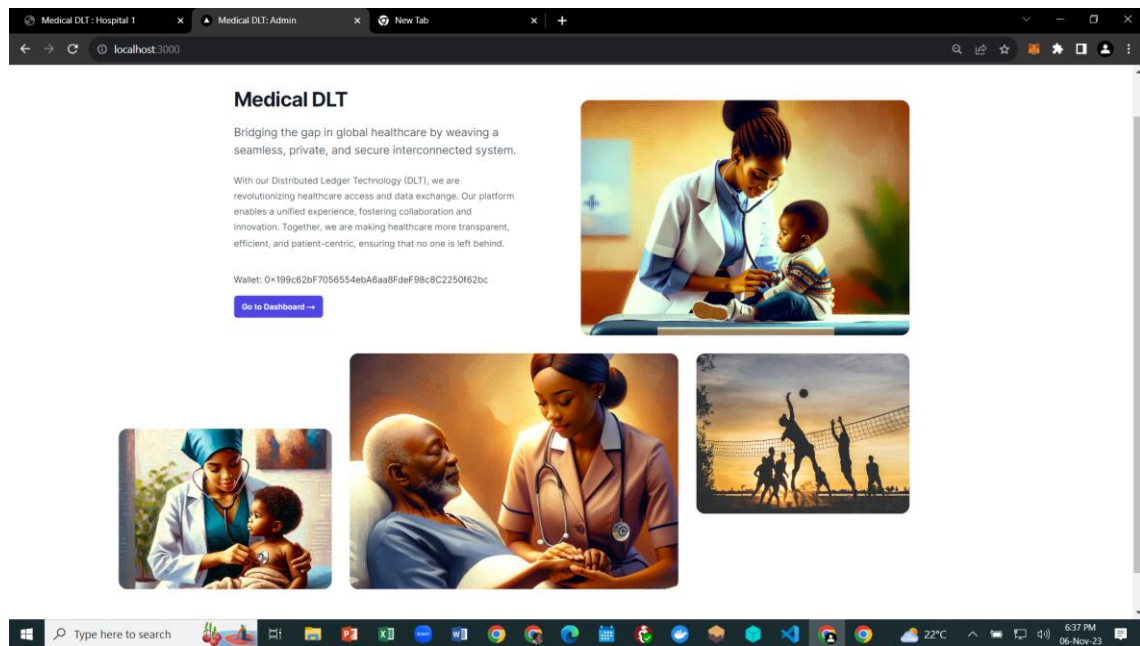 Medical DLT : Hospital 1
Medical DLT: Admin
New Tab
localhost:3000
Medical DLT
Bridging the gap in global healthcare by weaving a
seamless, private, and secure interconnected system.
With our Distributed Ledger Technology (DLT), we are
revolutionizing healthcare access and data exchange. Our platform
enables a unified experience, fostering collaboration and
innovation. Together, we are making healthcare more transparent,
efficient, and patient-centric, ensuring that no one is left behind.
Wallet: 0×199c62bF7056554ebA6aa8FdeF98c8C2250f62bc
Go to Dashboard →
Type here to search
22°C
6:37 PM
06-Nov-23